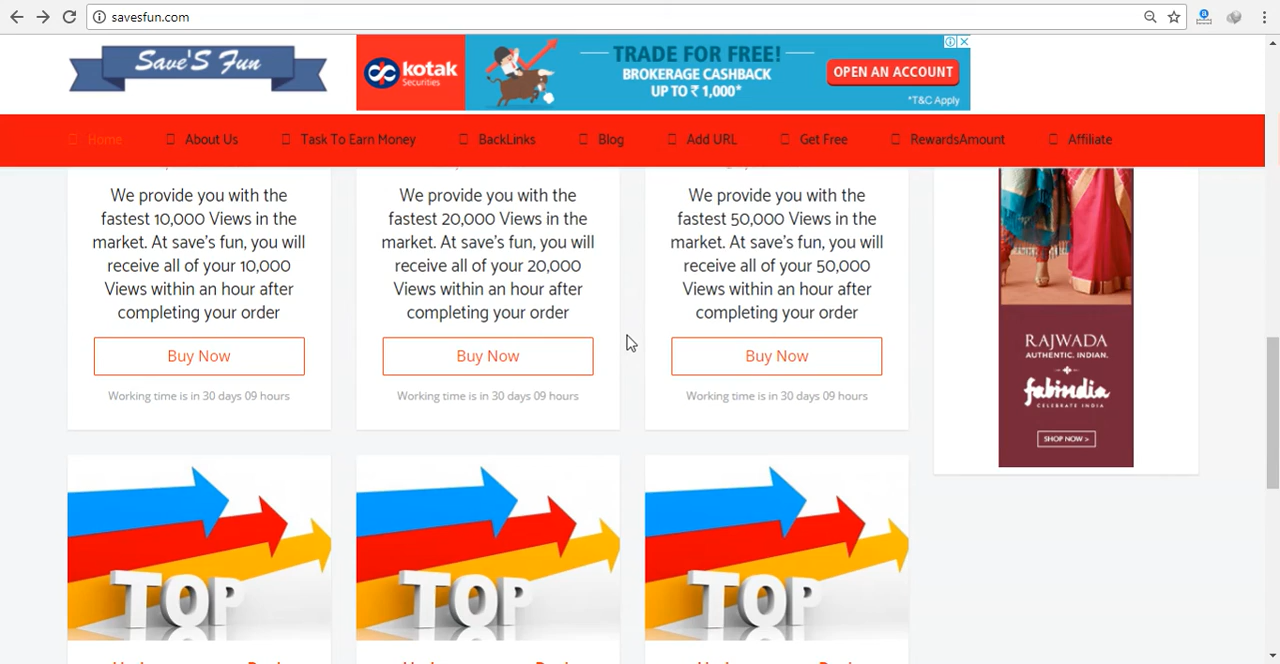 savesfun.com
Save'S Fun
kotak
Securities
TRADE FOR FREE!
BROKERAGE CASHBACK
UP TO ₹ 1,000*
OPEN AN ACCOUNT
*T&C Apply
Home About Us Task To Earn Money BackLinks Blog Add URL Get Free RewardsAmount Affiliate
We provide you with the
fastest 10,000 Views in the
market. At save's fun, you will
receive all of your 10,000
Views within an hour after
completing your order
Buy Now
Working time is in 30 days 09 hours
We provide you with the
fastest 20,000 Views in the
market. At save's fun, you will
receive all of your 20,000
Views within an hour after
completing your order
Buy Now
Working time is in 30 days 09 hours
We provide you with the
fastest 50,000 Views in the
market. At save's fun, you will
receive all of your 50,000
Views within an hour after
completing your order
Buy Now
Working time is in 30 days 09 hours
RAJWADA
AUTHENTIC. INDIAN.
fabindia
CELEBRATE INDIA
SHOP NOW >
TOP
TOP
TOP